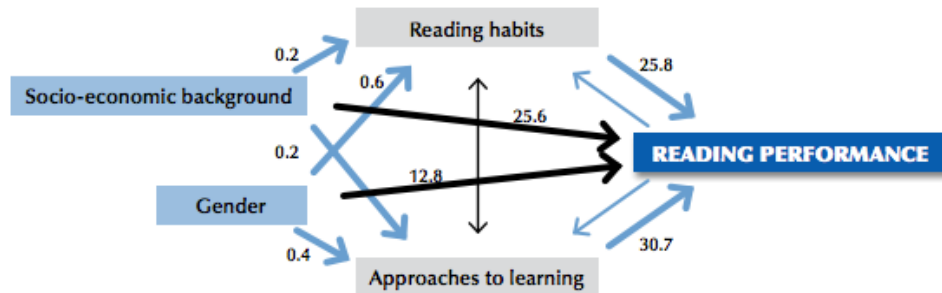 Reading habits
0.2
25.8
0.6
Socio-economic background
25.6
0.2
READING PERFORMANCE
12.8
Gender
0.4
30.7
Approaches to learning